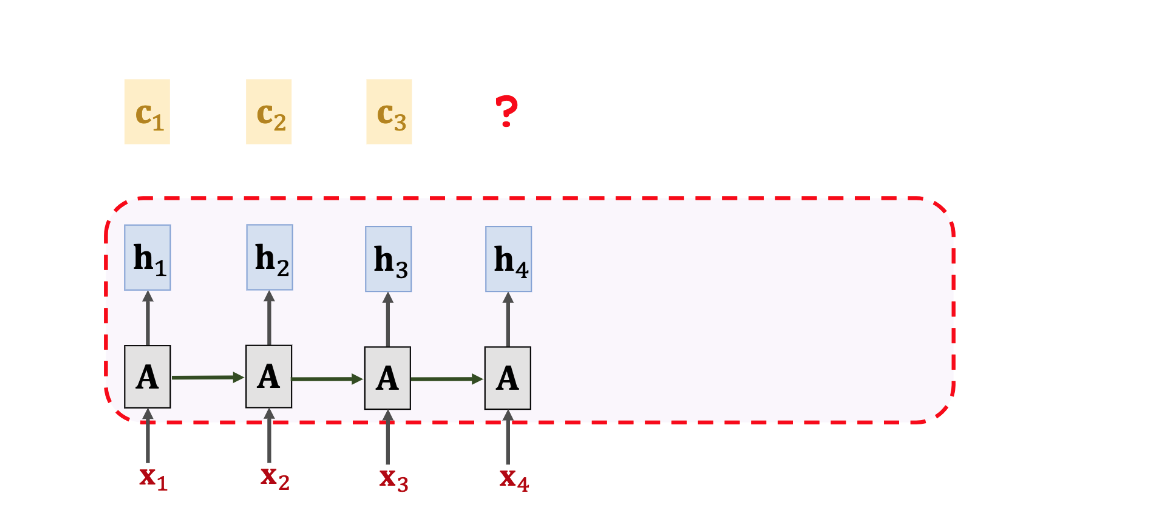 c₁ c₂ c₃ ?
h₁ h₂ h₃ h₄
A A A A
x₁ x₂ x₃ x₄